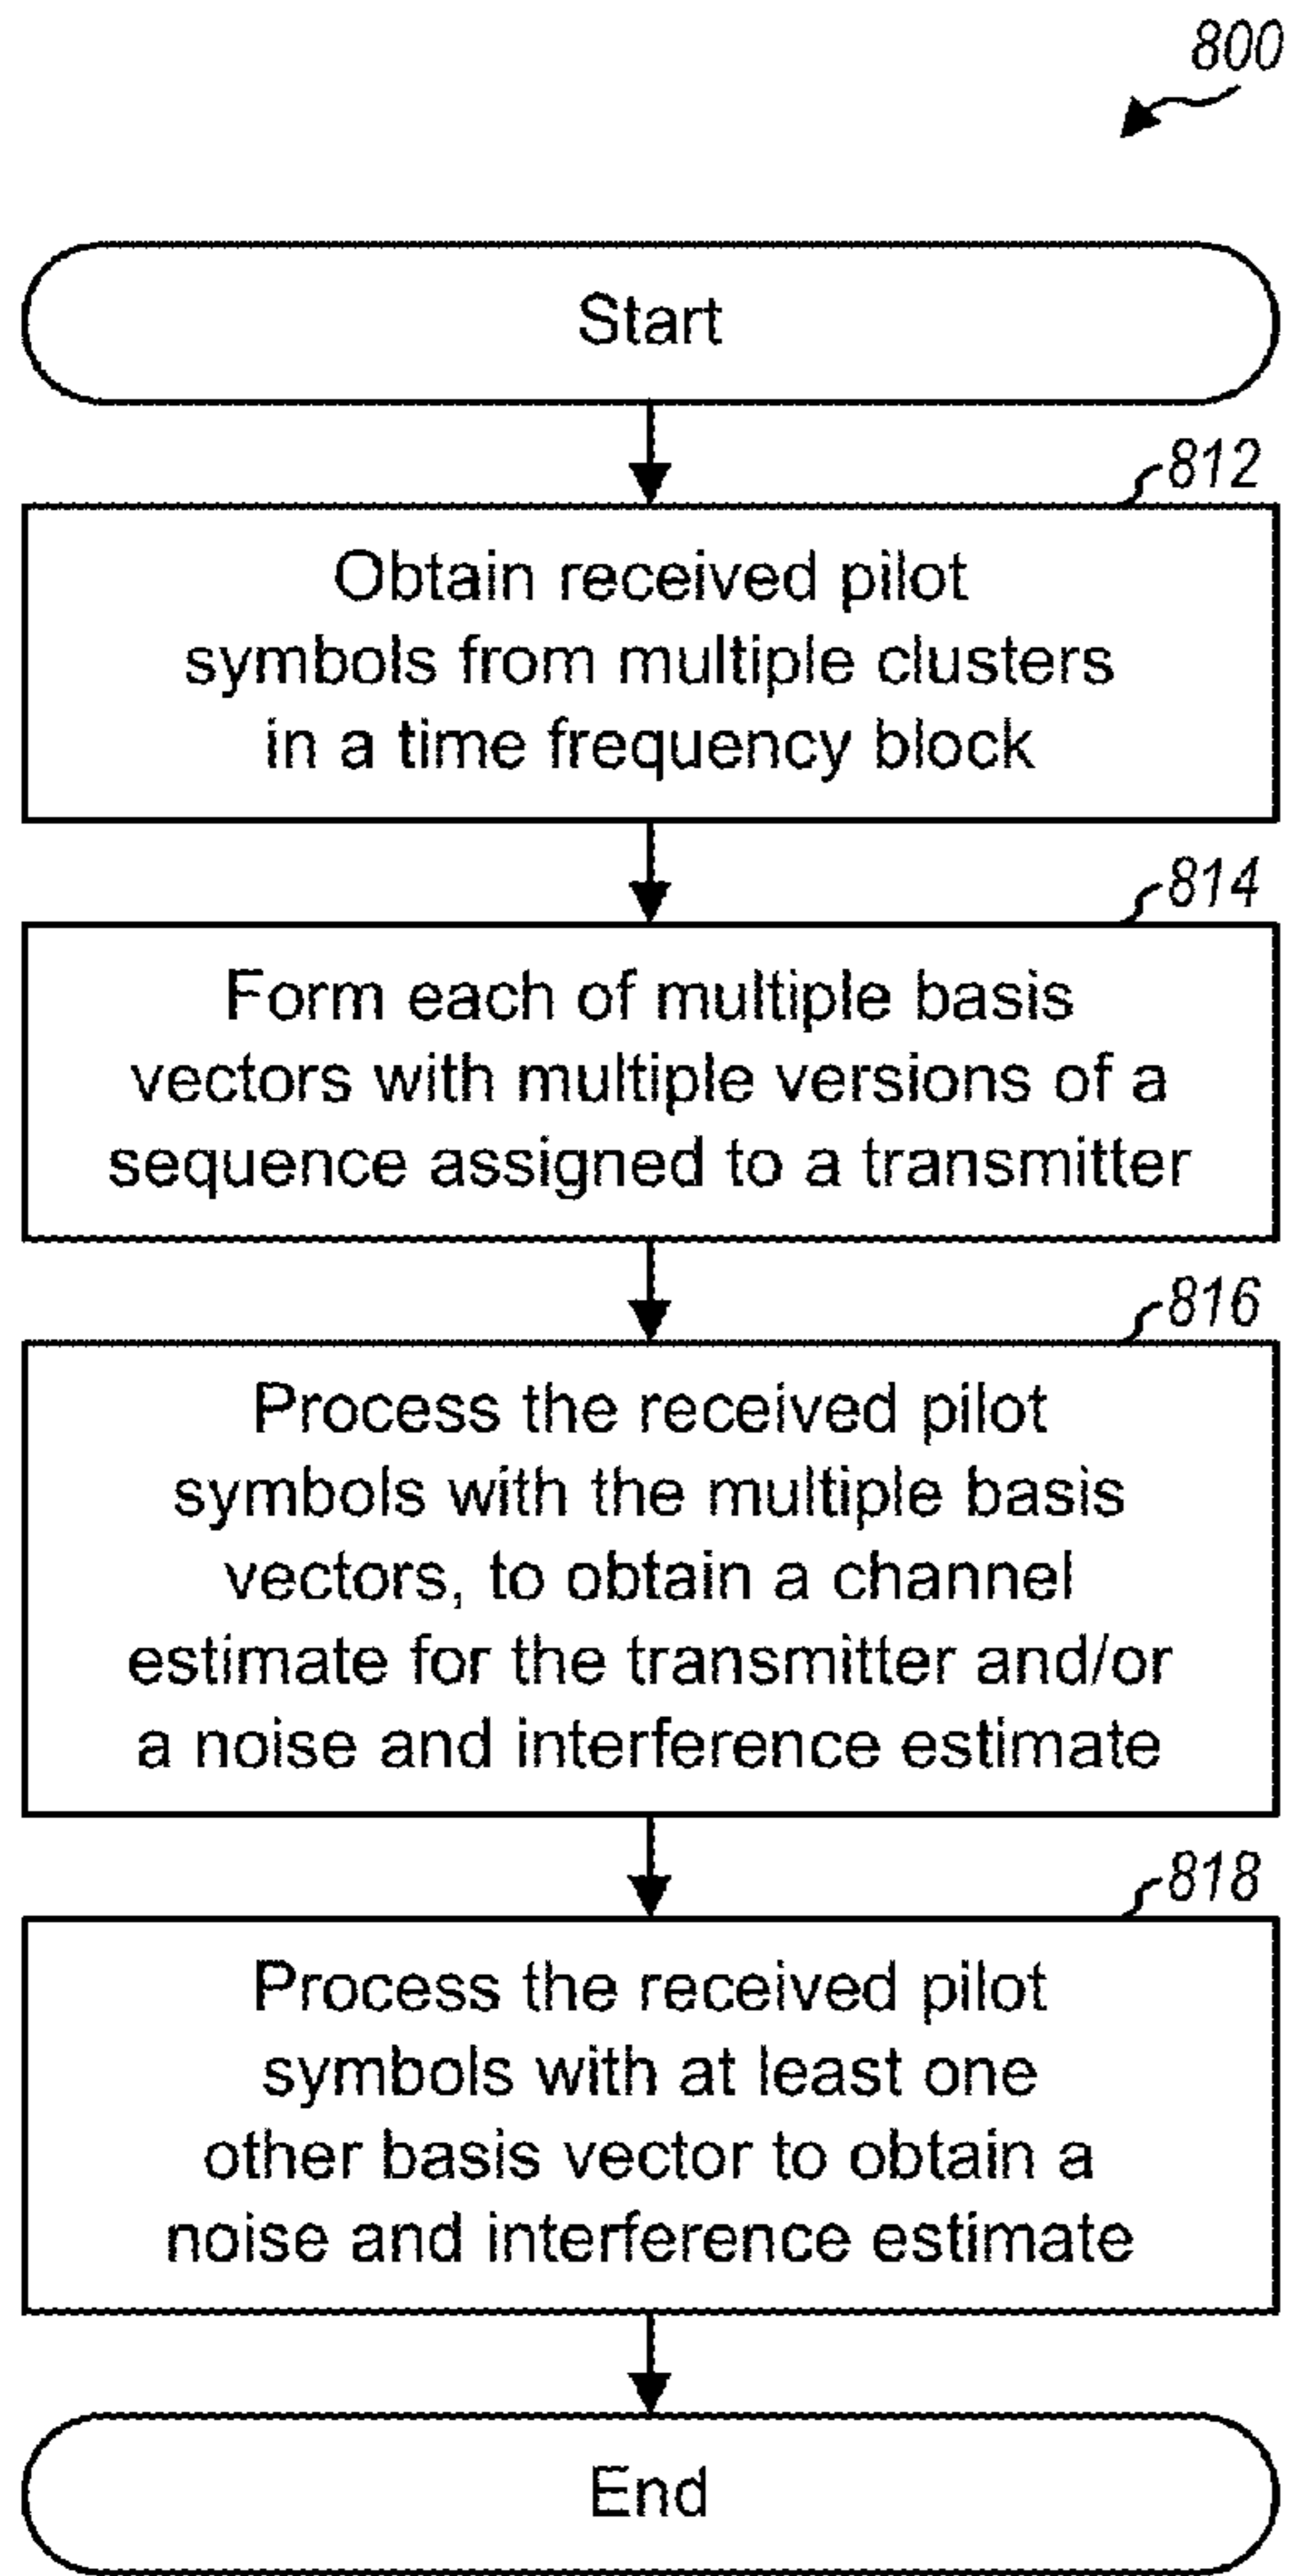 800
Start
812
Obtain received pilot
symbols from multiple clusters
in a time frequency block
814
Form each of multiple basis
vectors with multiple versions of a
sequence assigned to a transmitter
816
Process the received pilot
symbols with the multiple basis
vectors, to obtain a channel
estimate for the transmitter and/or
a noise and interference estimate
818
Process the received pilot
symbols with at least one
other basis vector to obtain a
noise and interference estimate
End